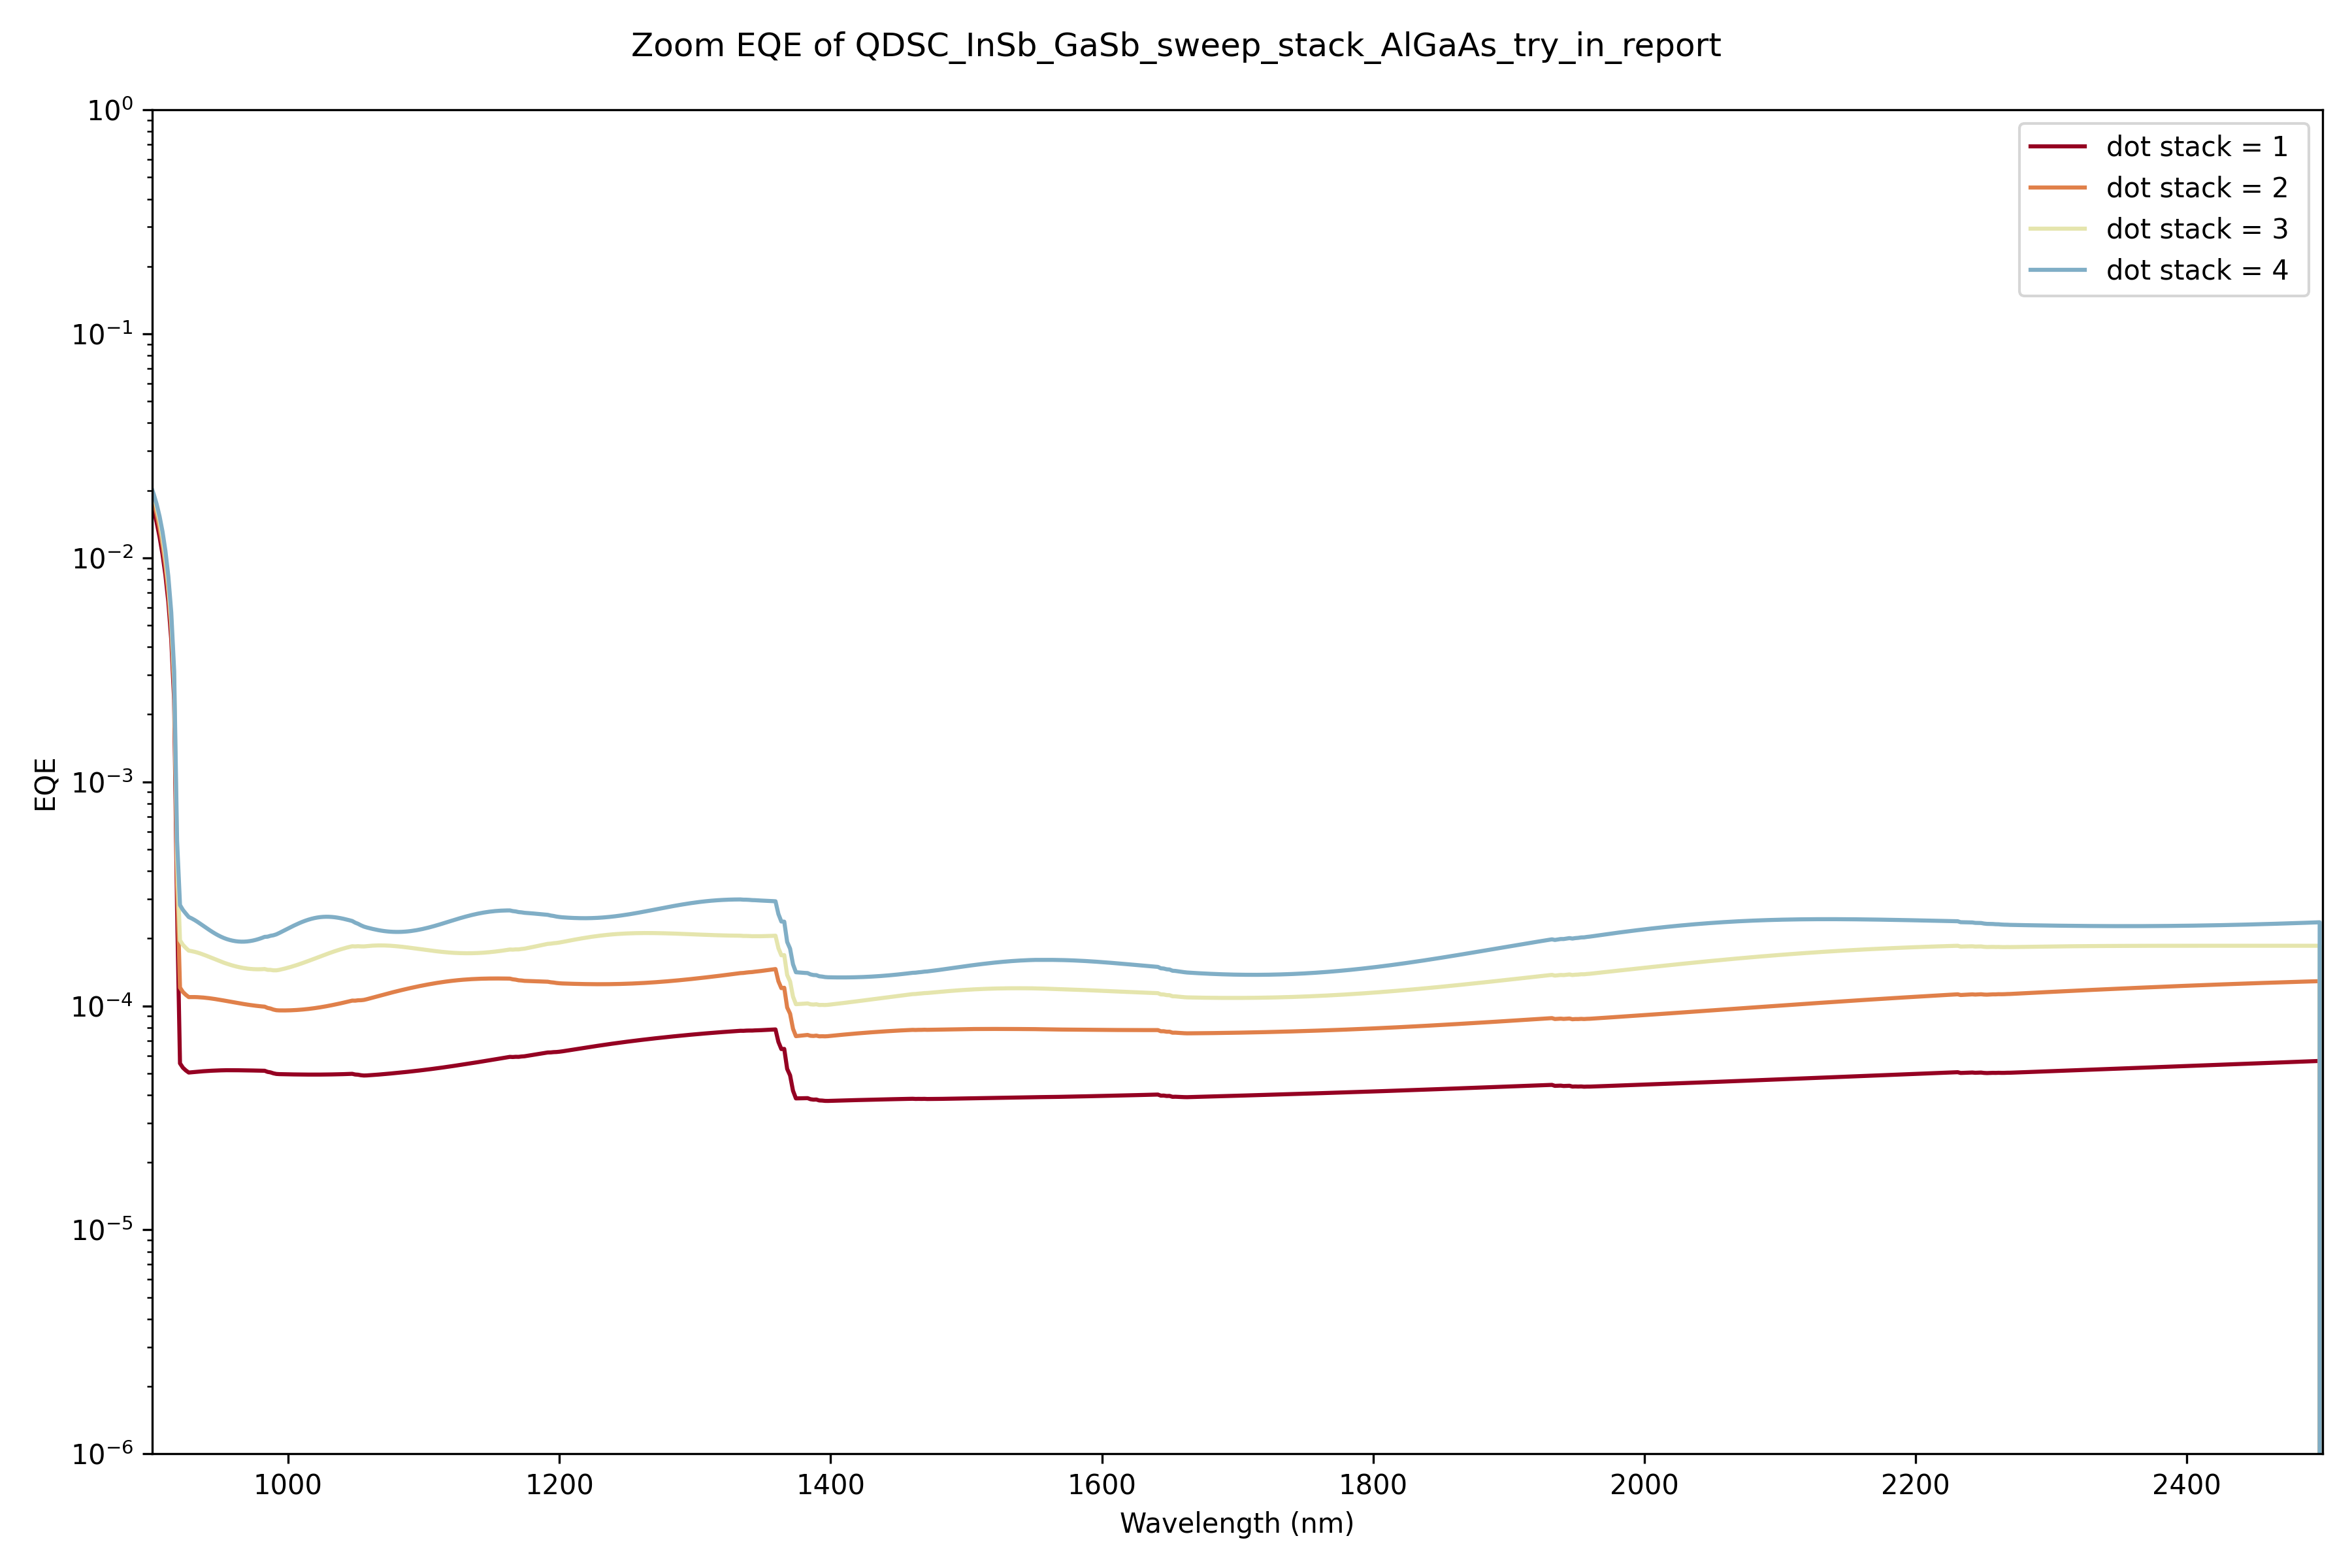 Zoom EQE of QDSC_InSb_GaSb_sweep_stack_AlGaAs_try_in_report
10⁰
10⁻¹
10⁻²
10⁻³
10⁻⁴
10⁻⁵
10⁻⁶
EQE
dot stack = 1
dot stack = 2
dot stack = 3
dot stack = 4
1000 1200 1400 1600 1800 2000 2200 2400
Wavelength (nm)